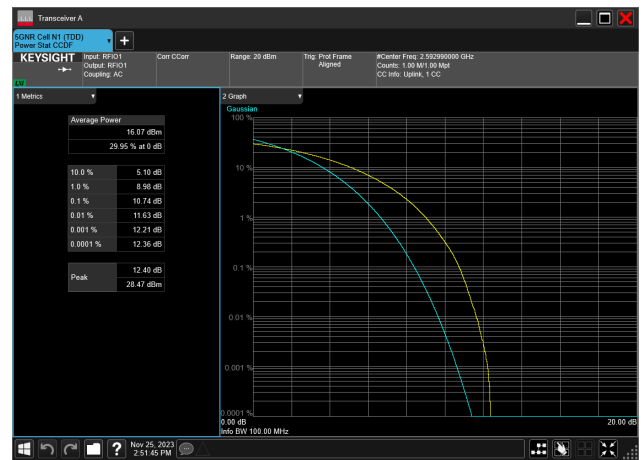 Transceiver A
5GNR Cell N1 (TDD)
Power Stat CCDF
KEYSIGHT
LXI
Input: RFIO1
Output: RFIO1
Coupling: AC
Corr CCorr
Range: 20 dBm
Trig: Prot Frame
Aligned
#Center Freq: 2.592990000 GHz
Counts: 1.00 M/1.00 Mpt
CC Info: Uplink, 1 CC
1 Metrics
Average Power
16.07 dBm
29.95 % at 0 dB
10.0 % 5.10 dB
1.0 % 8.98 dB
0.1 % 10.74 dB
0.01 % 11.63 dB
0.001 % 12.21 dB
0.0001 % 12.36 dB
Peak 12.40 dB
28.47 dBm
2 Graph
Gaussian
100 %
10 %
1 %
0.1 %
0.01 %
0.001 %
0.0001 %
0.00 dB 20.00 dB
Info BW 100.00 MHz
Nov 25, 2023
2:51:45 PM